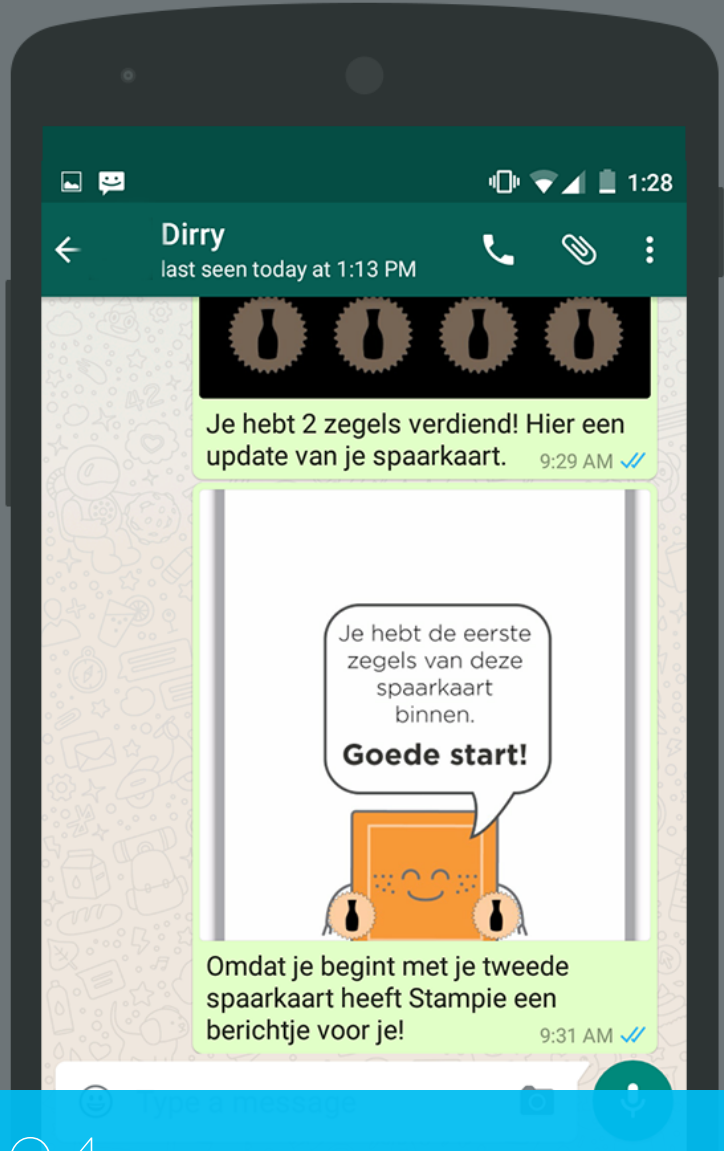 1:28
Dirry
last seen today at 1:13 PM
Je hebt 2 zegels verdiend! Hier een
update van je spaarkaart.
9:29 AM
Je hebt de eerste
zegels van deze
spaarkaart
binnen.
Goede start!
Omdat je begint met je tweede
spaarkaart heeft Stampie een
berichtje voor je!
9:31 AM
Type a message